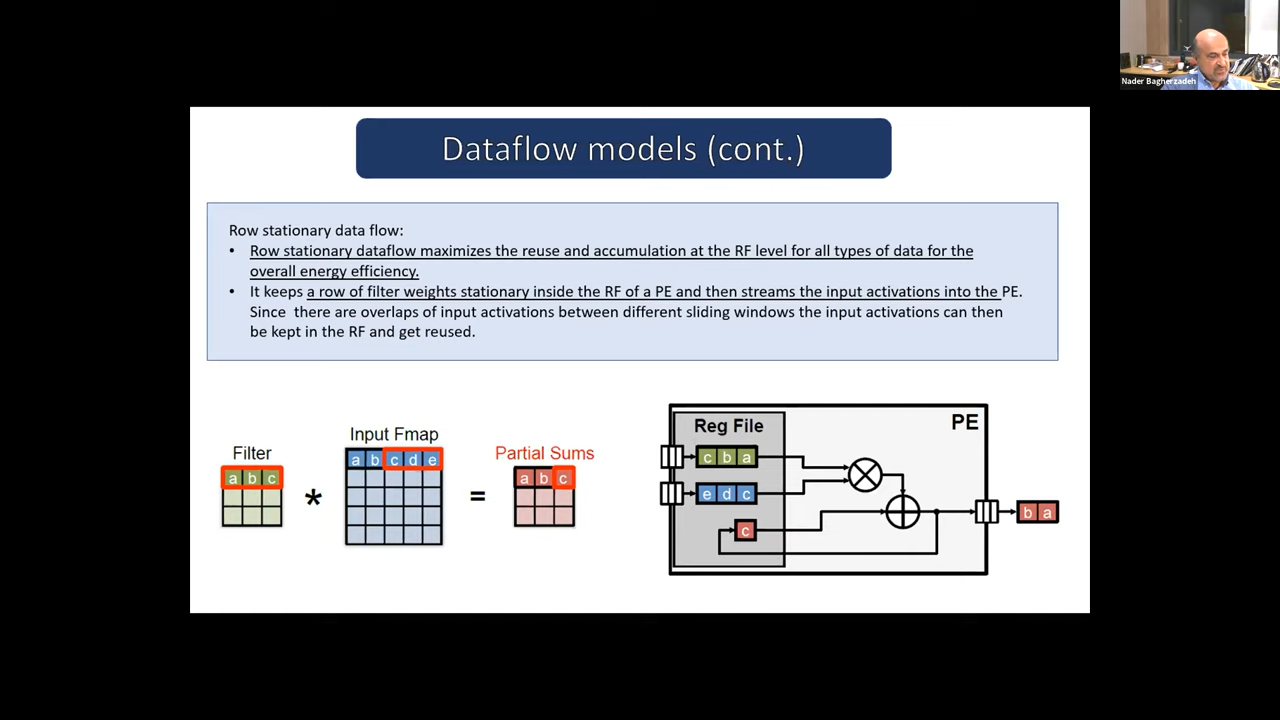 Nader Bagherzadeh
Dataflow models (cont.)
Row stationary data flow:
• Row stationary dataflow maximizes the reuse and accumulation at the RF level for all types of data for the
overall energy efficiency.
• It keeps a row of filter weights stationary inside the RF of a PE and then streams the input activations into the PE.
Since there are overlaps of input activations between different sliding windows the input activations can then
be kept in the RF and get reused.
Filter
a b c
*
Input Fmap
a b c d e
=
Partial Sums
a b c
Reg File
PE
c b a
e d c
c
b a